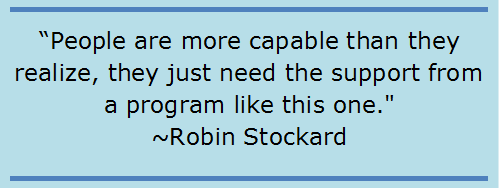 “People are more capable than they
realize, they just need the support from
a program like this one."
~Robin Stockard